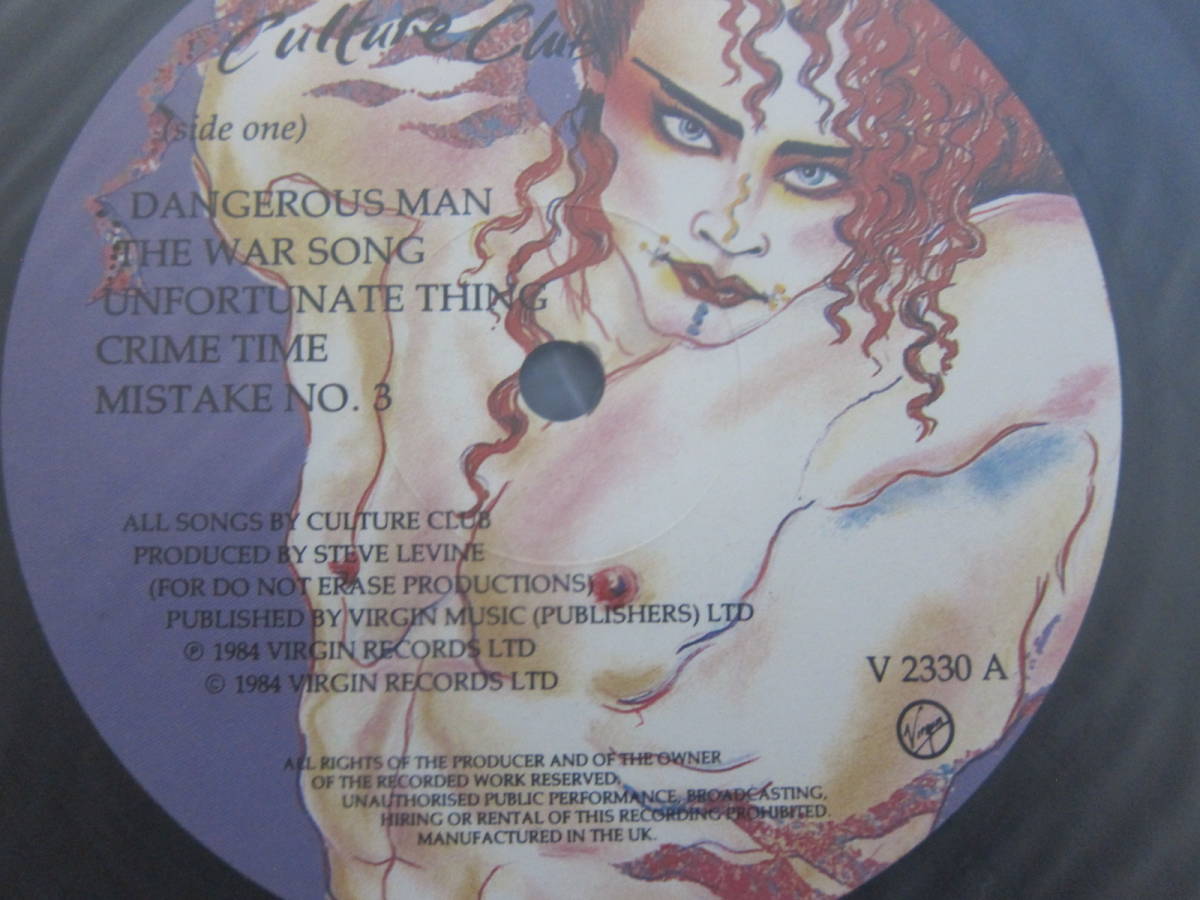 Culture Club
(side one)
DANGEROUS MAN
THE WAR SONG
UNFORTUNATE THING
CRIME TIME
MISTAKE NO. 3
ALL SONGS BY CULTURE CLUB
PRODUCED BY STEVE LEVINE
(FOR DO NOT ERASE PRODUCTIONS)
PUBLISHED BY VIRGIN MUSIC (PUBLISHERS) LTD
℗ 1984 VIRGIN RECORDS LTD
© 1984 VIRGIN RECORDS LTD
V 2330 A
Virgin
ALL RIGHTS OF THE PRODUCER AND OF THE OWNER
OF THE RECORDED WORK RESERVED,
UNAUTHORISED PUBLIC PERFORMANCE, BROADCASTING,
HIRING OR RENTAL OF THIS RECORDING PROHIBITED.
MANUFACTURED IN THE UK.